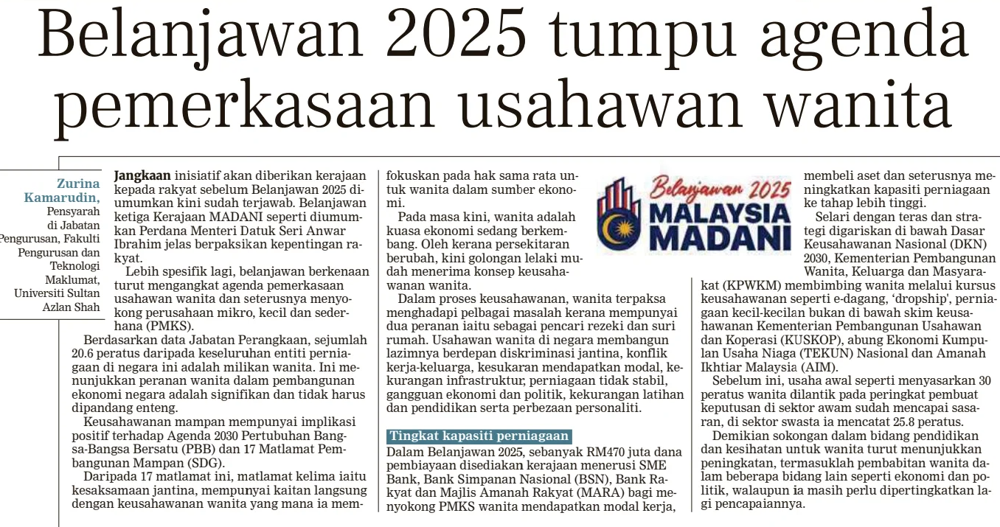 Belanjawan 2025 tumpu agenda
pemerkasaan usahawan wanita
Zurina
Kamarudin,
Pensyarah
di Jabatan
Pengurusan, Fakulti
Pengurusan dan
Teknologi
Maklumat,
Universiti Sultan
Azlan Shah
Jangkaan inisiatif akan diberikan kerajaan
kepada rakyat sebelum Belanjawan 2025 di-
umumkan kini sudah terjawab. Belanjawan
ketiga Kerajaan MADANI seperti diumum-
kan Perdana Menteri Datuk Seri Anwar
Ibrahim jelas berpaksikan kepentingan ra-
kyat.
Lebih spesifik lagi, belanjawan berkenaan
turut mengangkat agenda pemerkasaan
usahawan wanita dan seterusnya menyo-
kong perusahaan mikro, kecil dan seder-
hana (PMKS).
Berdasarkan data Jabatan Perangkaan, sejumlah
20.6 peratus daripada keseluruhan entiti pernia-
gaan di negara ini adalah milikan wanita. Ini me-
nunjukkan peranan wanita dalam pembangunan
ekonomi negara adalah signifikan dan tidak harus
dipandang enteng.
Keusahawanan mampan mempunyai implikasi
positif terhadap Agenda 2030 Pertubuhan Bang-
sa-Bangsa Bersatu (PBB) dan 17 Matlamat Pem-
bangunan Mampan (SDG).
Daripada 17 matlamat ini, matlamat kelima iaitu
kesaksamaan jantina, mempunyai kaitan langsung
dengan keusahawanan wanita yang mana ia mem-
fokuskan pada hak sama rata un-
tuk wanita dalam sumber ekono-
mi.
Pada masa kini, wanita adalah
kuasa ekonomi sedang berkem-
bang. Oleh kerana persekitaran
berubah, kini golongan lelaki mu-
dah menerima konsep keusaha-
wanan wanita.
Dalam proses keusahawanan, wanita terpaksa
menghadapi pelbagai masalah kerana mempunyai
dua peranan iaitu sebagai pencari rezeki dan suri
rumah. Usahawan wanita di negara membangun
lazimnya berdepan diskriminasi jantina, konflik
kerja-keluarga, kesukaran mendapatkan modal, ke-
kurangan infrastruktur, perniagaan tidak stabil,
gangguan ekonomi dan politik, kekurangan latihan
dan pendidikan serta perbezaan personaliti.
Tingkat kapasiti perniagaan
Dalam Belanjawan 2025, sebanyak RM470 juta dana
pembiayaan disediakan kerajaan menerusi SME
Bank, Bank Simpanan Nasional (BSN), Bank Ra-
kyat dan Majlis Amanah Rakyat (MARA) bagi me-
nyokong PMKS wanita mendapatkan modal kerja,
Belanjawan 2025
MALAYSIA
MADANI
membeli aset dan seterusnya me-
ningkatkan kapasiti perniagaan
ke tahap lebih tinggi.
Selari dengan teras dan stra-
tegi digariskan di bawah Dasar
Keusahawanan Nasional (DKN)
2030, Kementerian Pembangunan
Wanita, Keluarga dan Masyara-
kat (KPWKM) membimbing wanita melalui kursus
keusahawanan seperti e-dagang, ‘dropship', pernia-
gaan kecil-kecilan bukan di bawah skim keusa-
hawanan Kementerian Pembangunan Usahawan
dan Koperasi (KUSKOP), abung Ekonomi Kumpu-
lan Usaha Niaga (TEKUN) Nasional dan Amanah
Ikhtiar Malaysia (AIM).
Sebelum ini, usaha awal seperti menyasarkan 30
peratus wanita dilantik pada peringkat pembuat
keputusan di sektor awam sudah mencapai sasa-
ran, di sektor swasta ia mencatat 25.8 peratus.
Demikian sokongan dalam bidang pendidikan
dan kesihatan untuk wanita turut menunjukkan
peningkatan, termasuklah pembabitan wanita da-
lam beberapa bidang lain seperti ekonomi dan po-
litik, walaupun ia masih perlu dipertingkatkan la-
gi pencapaiannya.